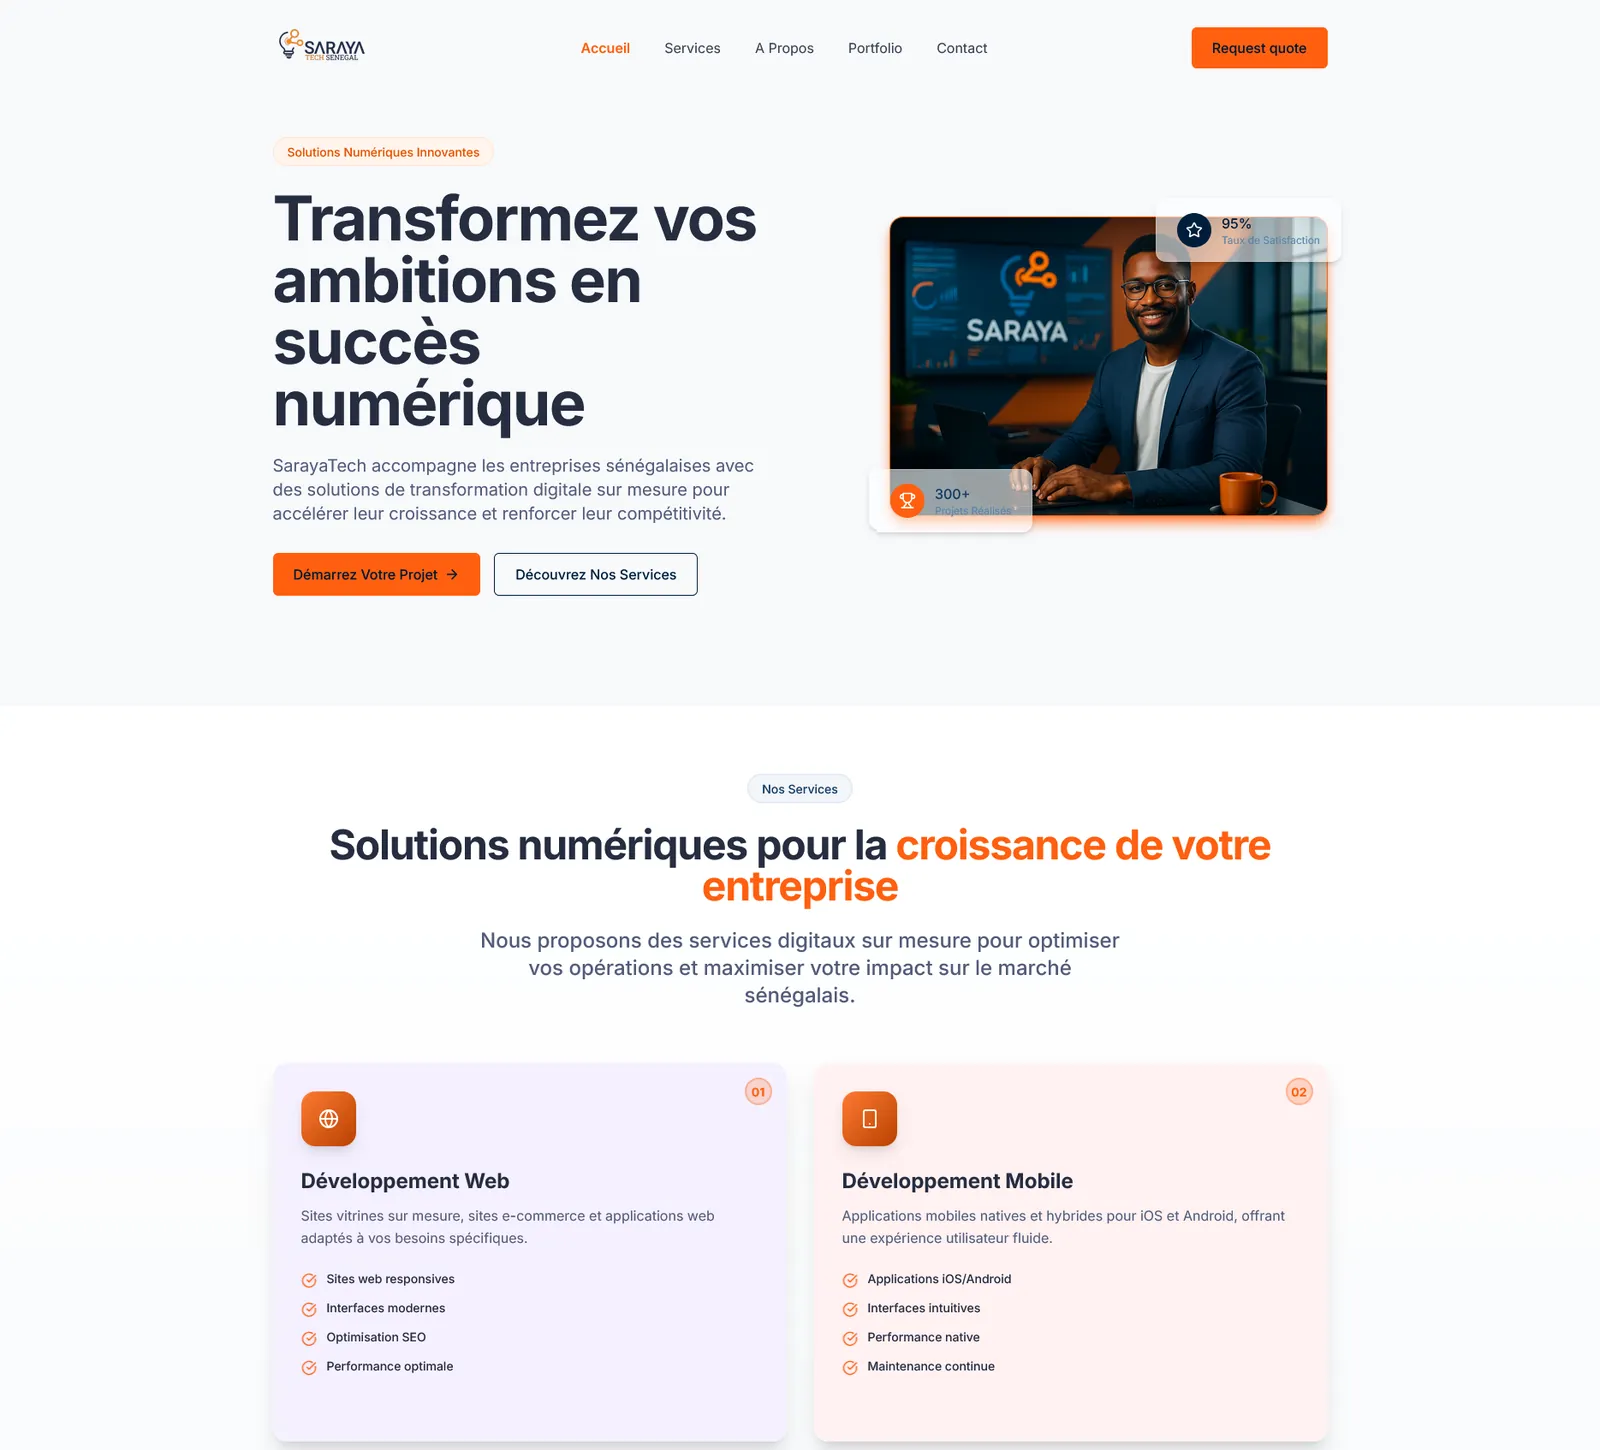 SARAYA
TECH SENEGAL
Accueil
Services
A Propos
Portfolio
Contact
Request quote
Solutions Numériques Innovantes
Transformez vos
ambitions en
succès
numérique
SarayaTech accompagne les entreprises sénégalaises avec
des solutions de transformation digitale sur mesure pour
accélérer leur croissance et renforcer leur compétitivité.
Démarrez Votre Projet
Découvrez Nos Services
95%
Taux de Satisfaction
SARAYA
300+
Projets Réalisés
Nos Services
Solutions numériques pour la croissance de votre
entreprise
Nous proposons des services digitaux sur mesure pour optimiser
vos opérations et maximiser votre impact sur le marché
sénégalais.
01
Développement Web
Sites vitrines sur mesure, sites e-commerce et applications web
adaptés à vos besoins spécifiques.
Sites web responsives
Interfaces modernes
Optimisation SEO
Performance optimale
02
Développement Mobile
Applications mobiles natives et hybrides pour iOS et Android, offrant
une expérience utilisateur fluide.
Applications iOS/Android
Interfaces intuitives
Performance native
Maintenance continue